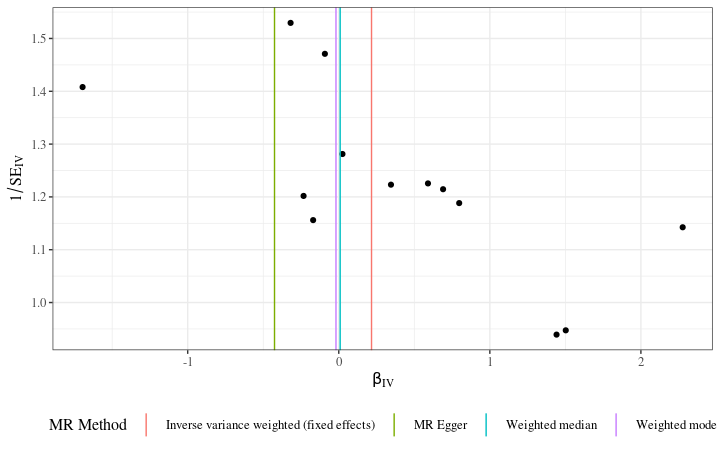 1.5
1.4
1.3
1.2
1.1
1.0
1/SE_IV
-1 0 1 2
β_IV
MR Method Inverse variance weighted (fixed effects) MR Egger Weighted median Weighted mode